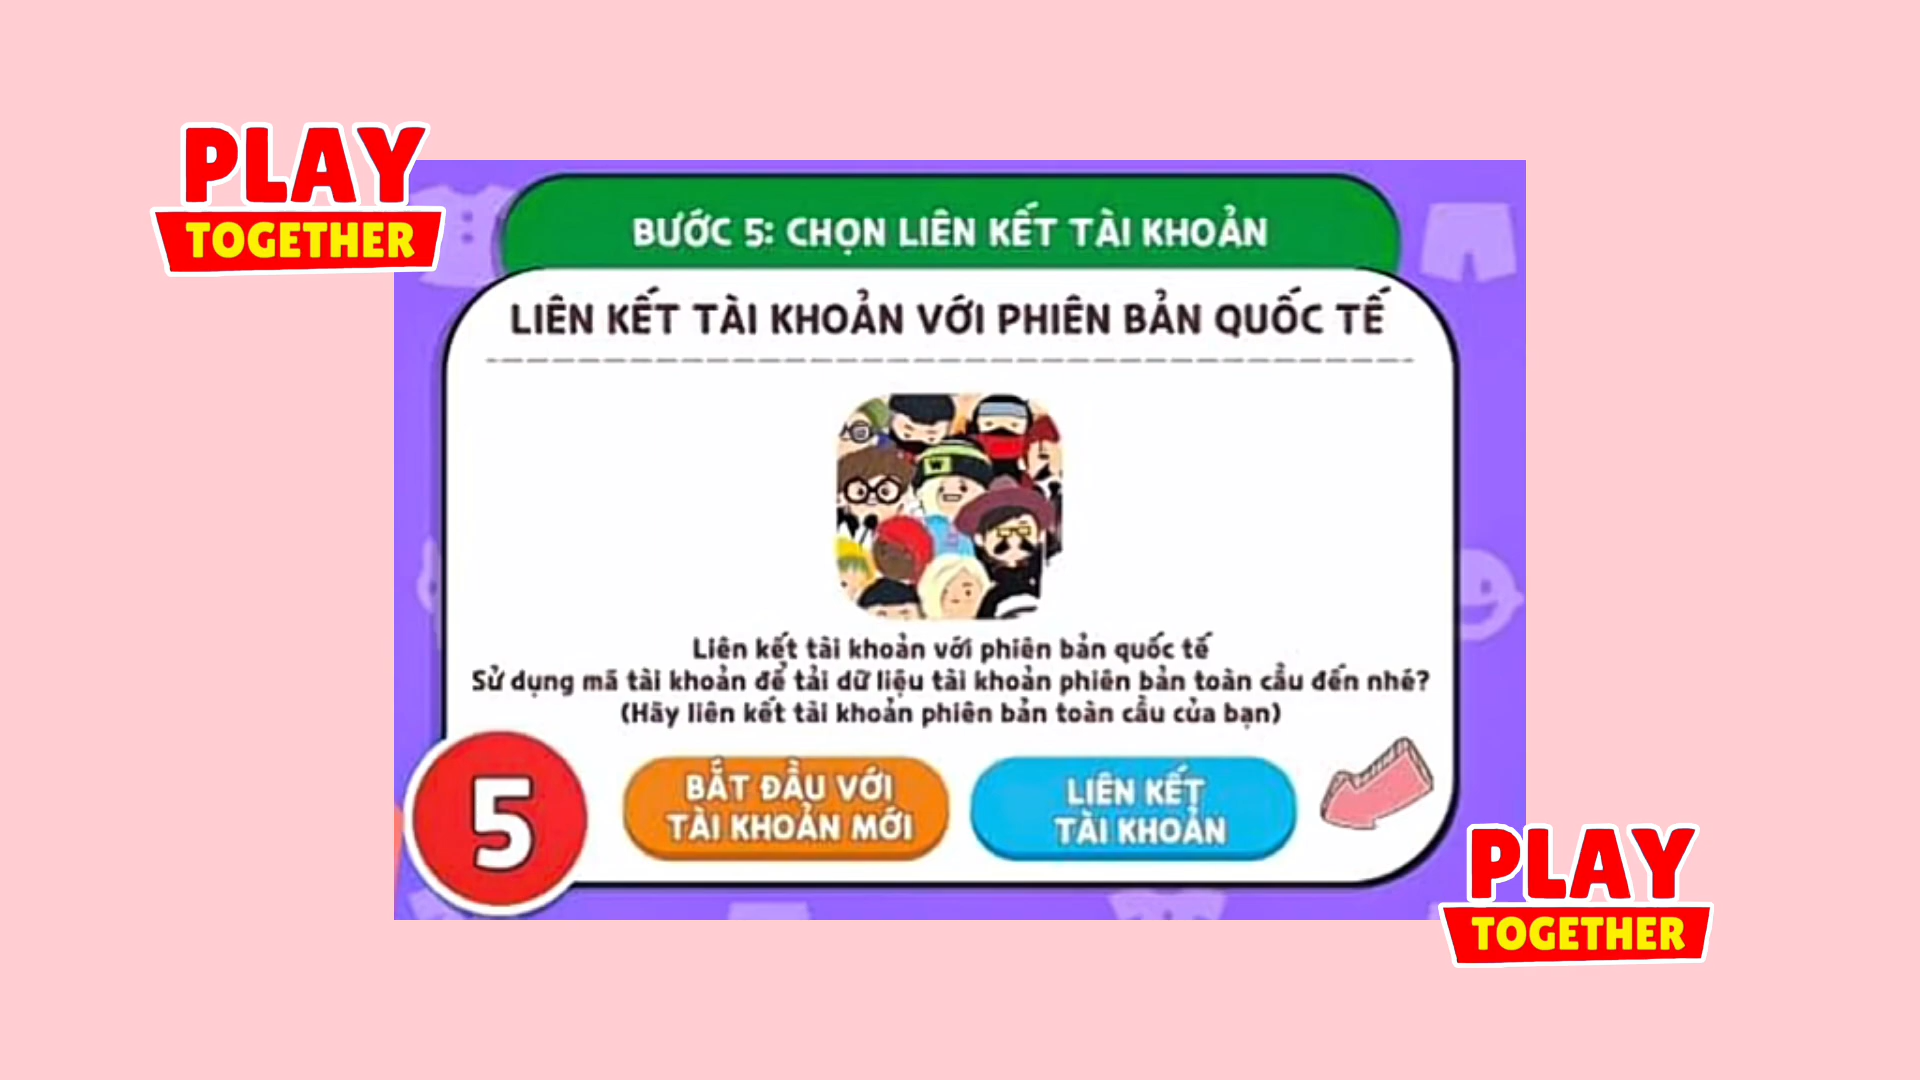 PLAY
TOGETHER
BƯỚC 5: CHỌN LIÊN KẾT TÀI KHOẢN
LIÊN KẾT TÀI KHOẢN VỚI PHIÊN BẢN QUỐC TẾ
Liên kết tài khoản với phiên bản quốc tế
Sử dụng mã tài khoản để tải dữ liệu tài khoản phiên bản toàn cầu đến nhé?
(Hãy liên kết tài khoản phiên bản toàn cầu của bạn)
5
BẮT ĐẦU VỚI
TÀI KHOẢN MỚI
LIÊN KẾT
TÀI KHOẢN
PLAY
TOGETHER